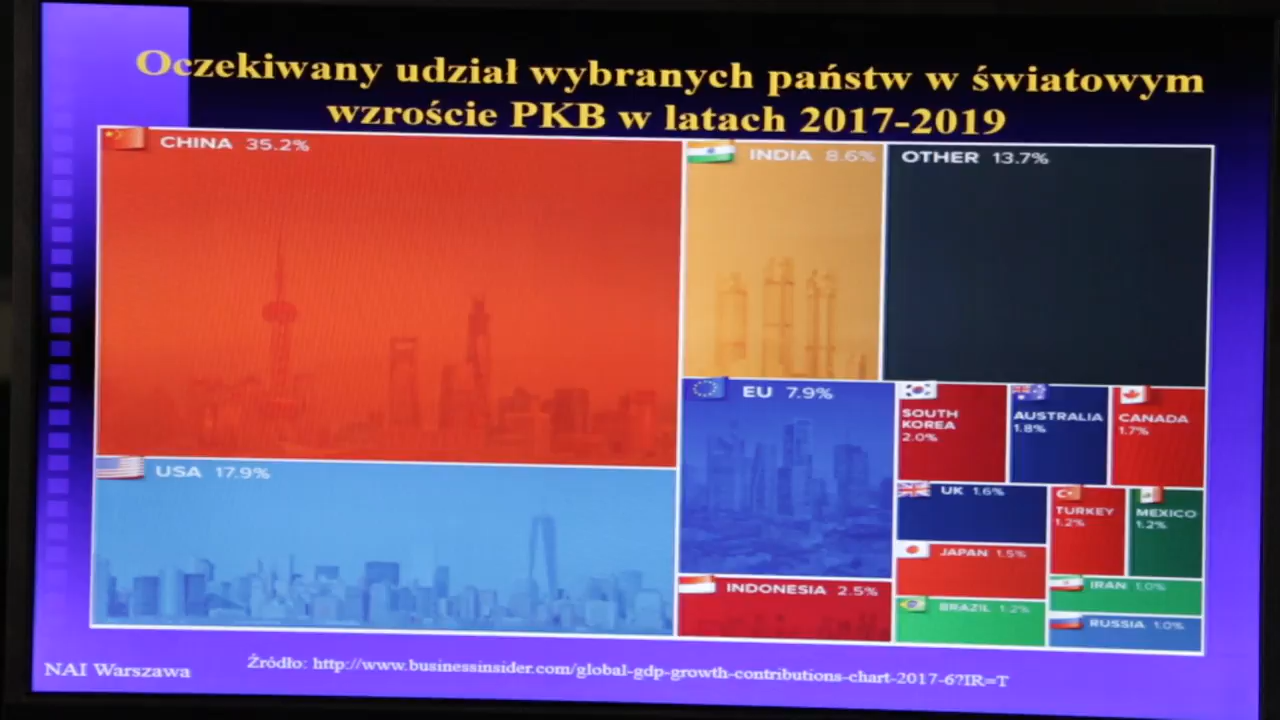 Oczekiwany udział wybranych państw w światowym
wzroście PKB w latach 2017-2019
CHINA 35.2%
INDIA 8.6%
OTHER 13.7%
USA 17.9%
EU 7.9%
INDONESIA 2.5%
SOUTH
KOREA
2.0%
AUSTRALIA
1.8%
CANADA
1.7%
UK 1.6%
JAPAN 1.5%
BRAZIL 1.2%
TURKEY
1.2%
MEXICO
1.2%
IRAN 1.0%
RUSSIA 1.0%
NAI Warszawa
Źródło: http://www.businessinsider.com/global-gdp-growth-contributions-chart-2017-6?IR=T